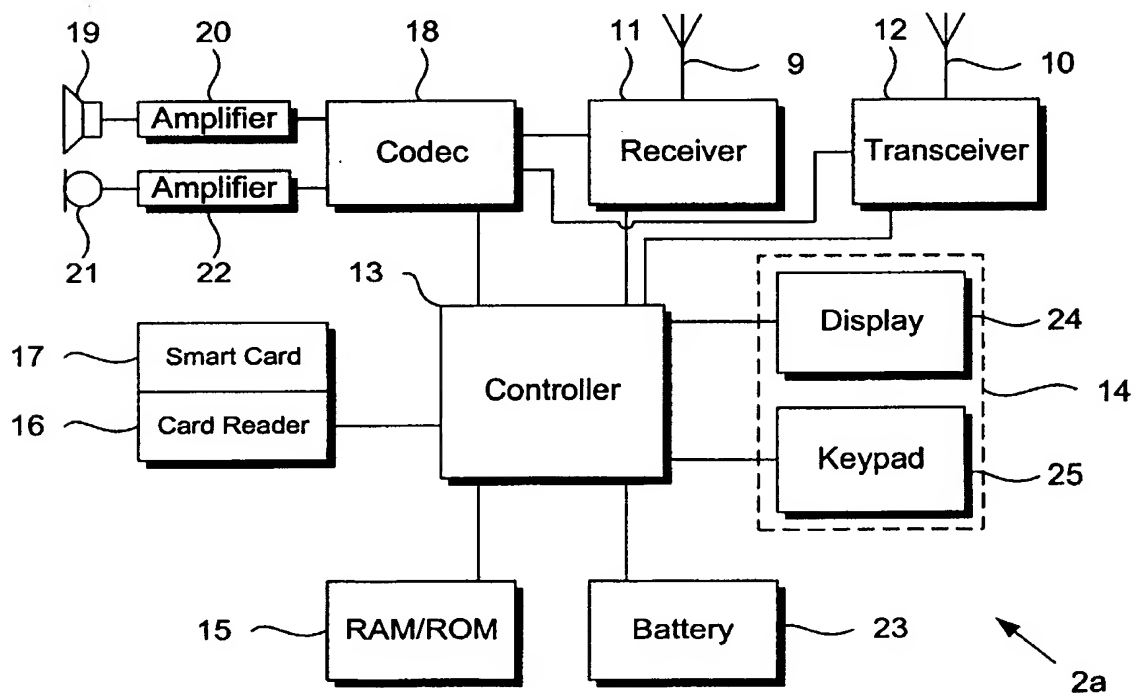 19 20 18 11 12
9 10
Amplifier
Codec
Receiver
Transceiver
Amplifier
21 22 13
Display 24
17 Smart Card
Controller
14
16 Card Reader
Keypad 25
15 RAM/ROM
Battery 23
2a